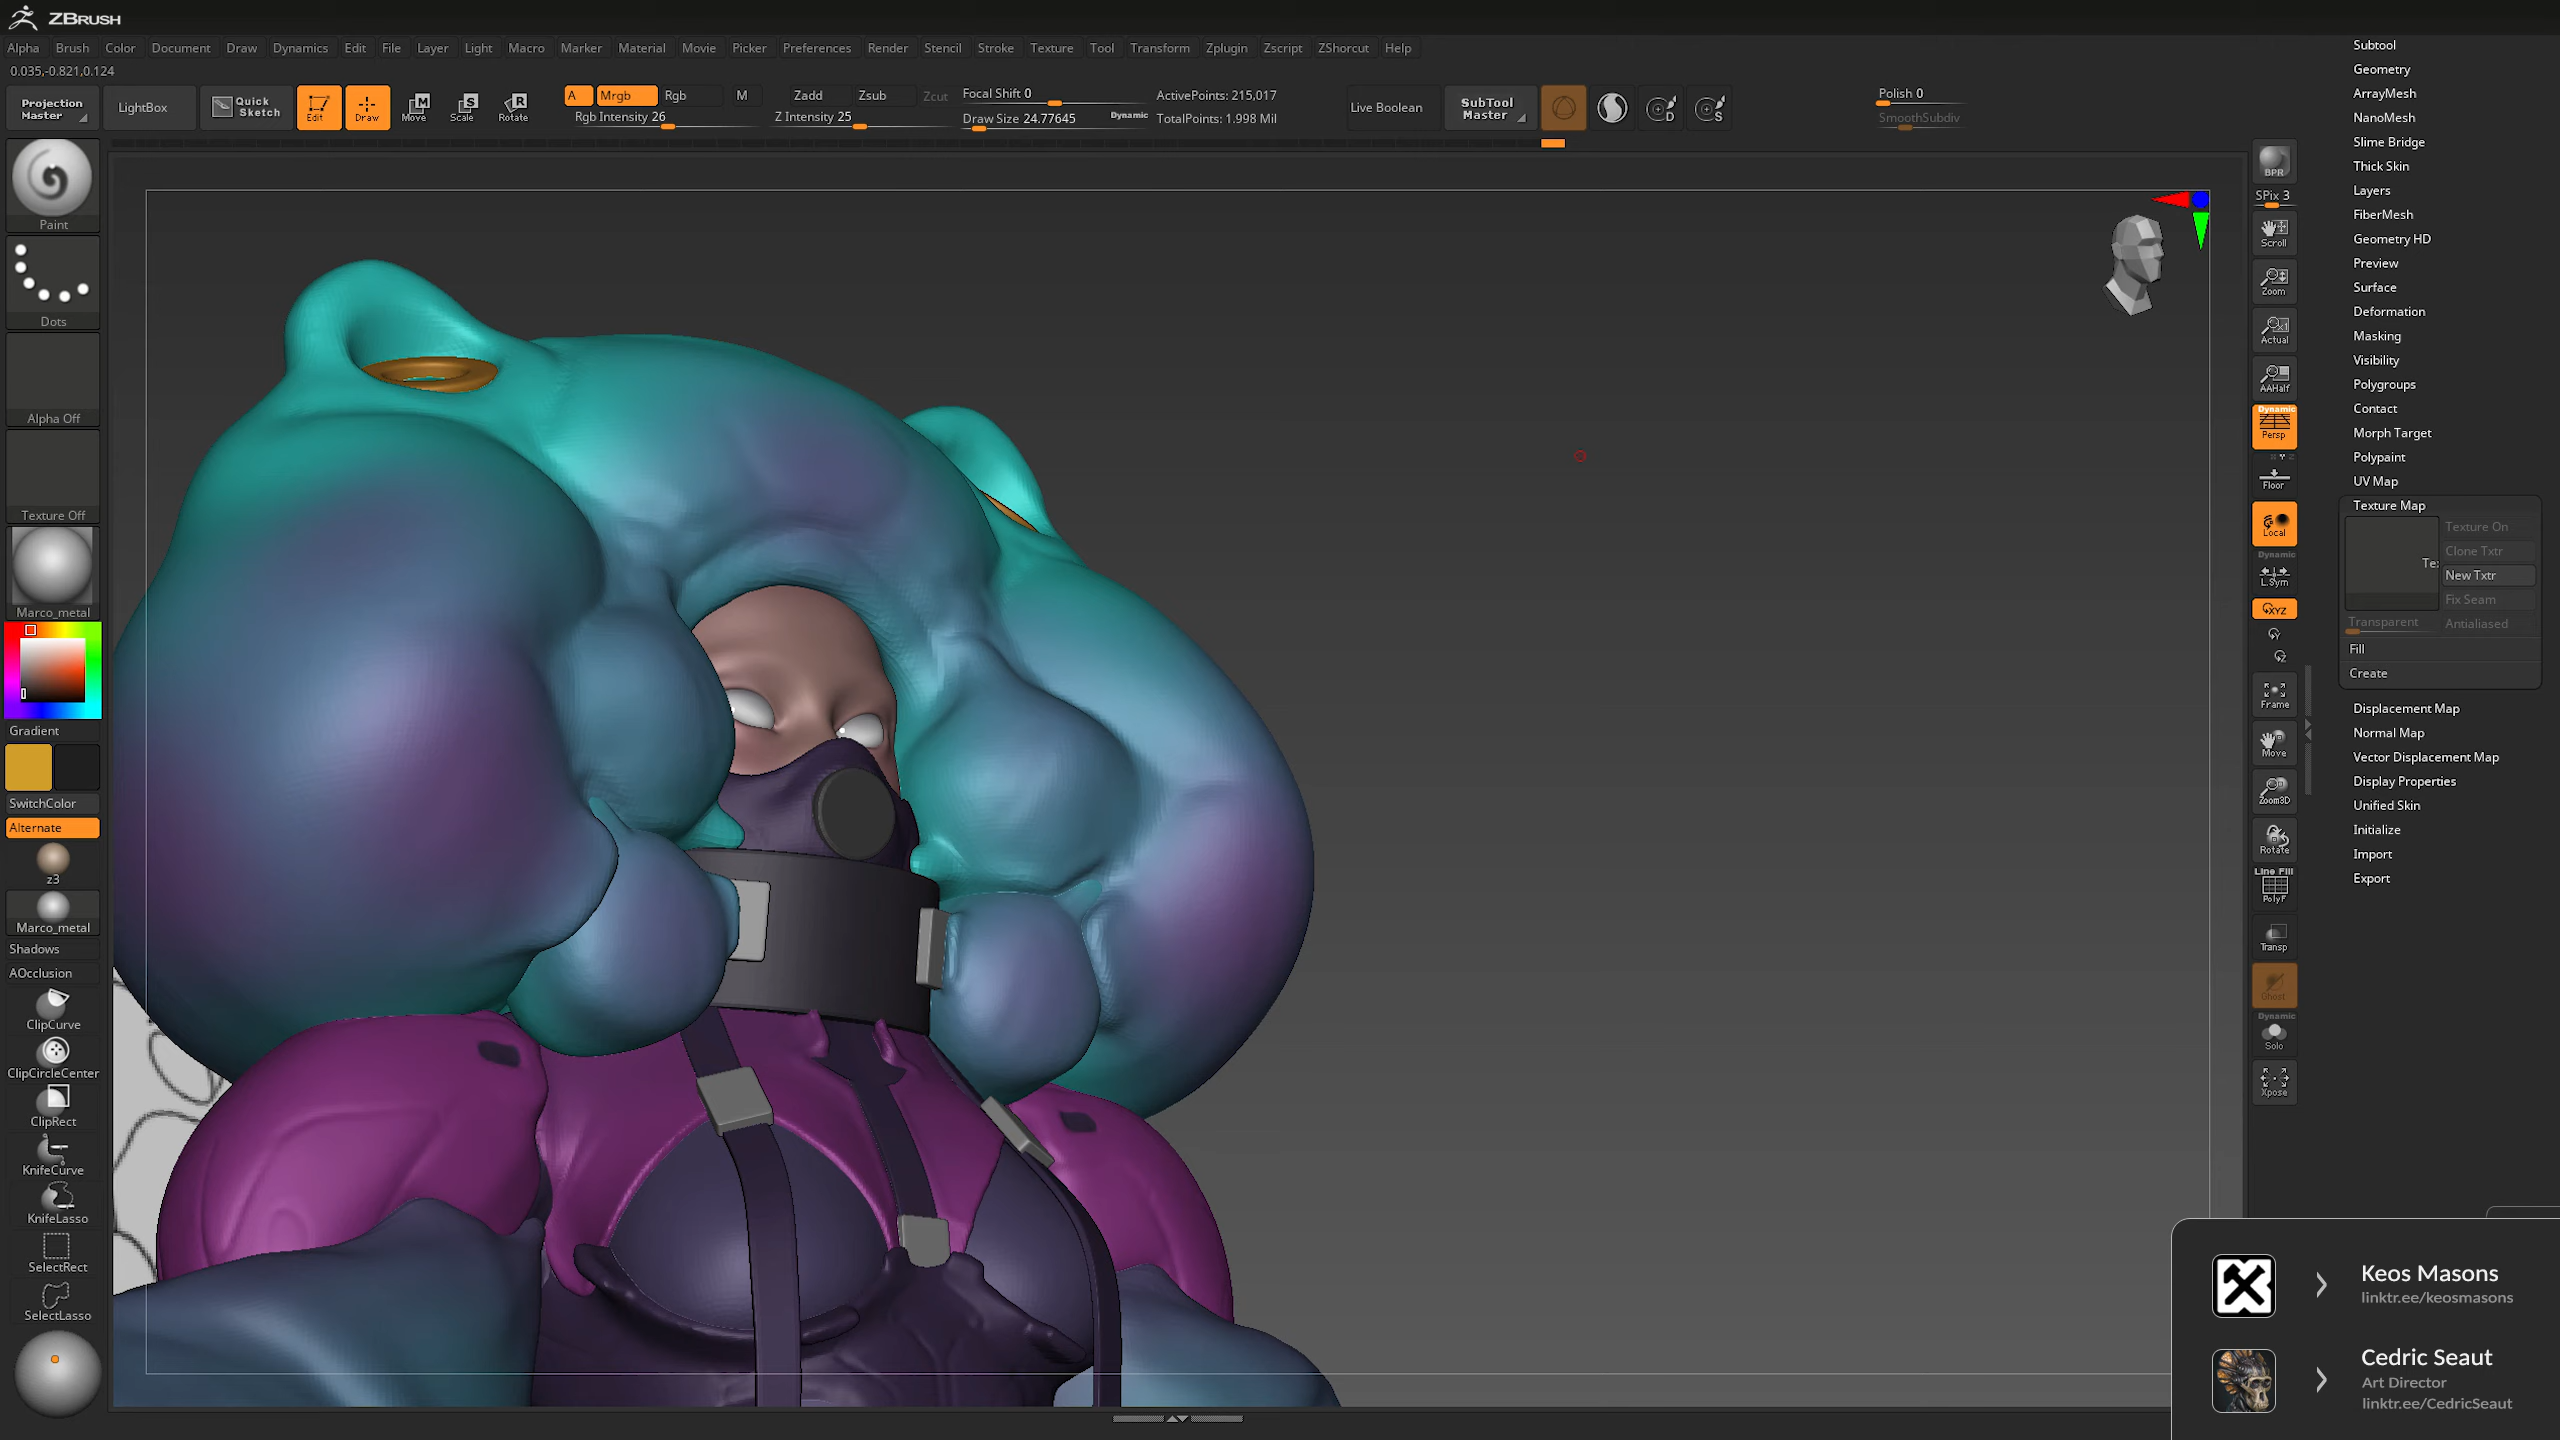 ZBRUSH
Alpha Brush Color Document Draw Dynamics Edit File Layer Light Macro Marker Material Movie Picker Preferences Render Stencil Stroke Texture Tool Transform Zplugin Zscript ZShorcut Help
0.035,-0.821,0.124
Projection Master
LightBox
Quick Sketch
Edit
Draw
Move
Scale
Rotate
A
Mrgb
Rgb
M
Rgb Intensity 26
Zadd
Zsub
Zcut
Z Intensity 25
Focal Shift 0
Draw Size 24.77645
Dynamic
ActivePoints: 215,017
TotalPoints: 1.998 Mil
Live Boolean
SubTool Master
Polish 0
SmoothSubdiv
Paint
Dots
Alpha Off
Texture Off
Marco_metal
Gradient
SwitchColor
Alternate
z3
Marco_metal
Shadows
AOcclusion
ClipCurve
ClipCircleCenter
ClipRect
KnifeCurve
KnifeLasso
SelectRect
SelectLasso
BPR
SPix 3
Scroll
Zoom
Actual
AAHalf
Dynamic
Persp
Floor
Local
Dynamic
L.Sym
XYZ
Frame
Move
Zoom3D
Rotate
Line Fill
PolyF
Transp
Ghost
Dynamic
Solo
Xpose
Subtool
Geometry
ArrayMesh
NanoMesh
Slime Bridge
Thick Skin
Layers
FiberMesh
Geometry HD
Preview
Surface
Deformation
Masking
Visibility
Polygroups
Contact
Morph Target
Polypaint
UV Map
Texture Map
Texture On
Clone Txtr
New Txtr
Fix Seam
Transparent
Antialiased
Fill
Create
Displacement Map
Normal Map
Vector Displacement Map
Display Properties
Unified Skin
Initialize
Import
Export
Keos Masons
linktr.ee/keosmasons
Cedric Seaut
Art Director
linktr.ee/CedricSeaut